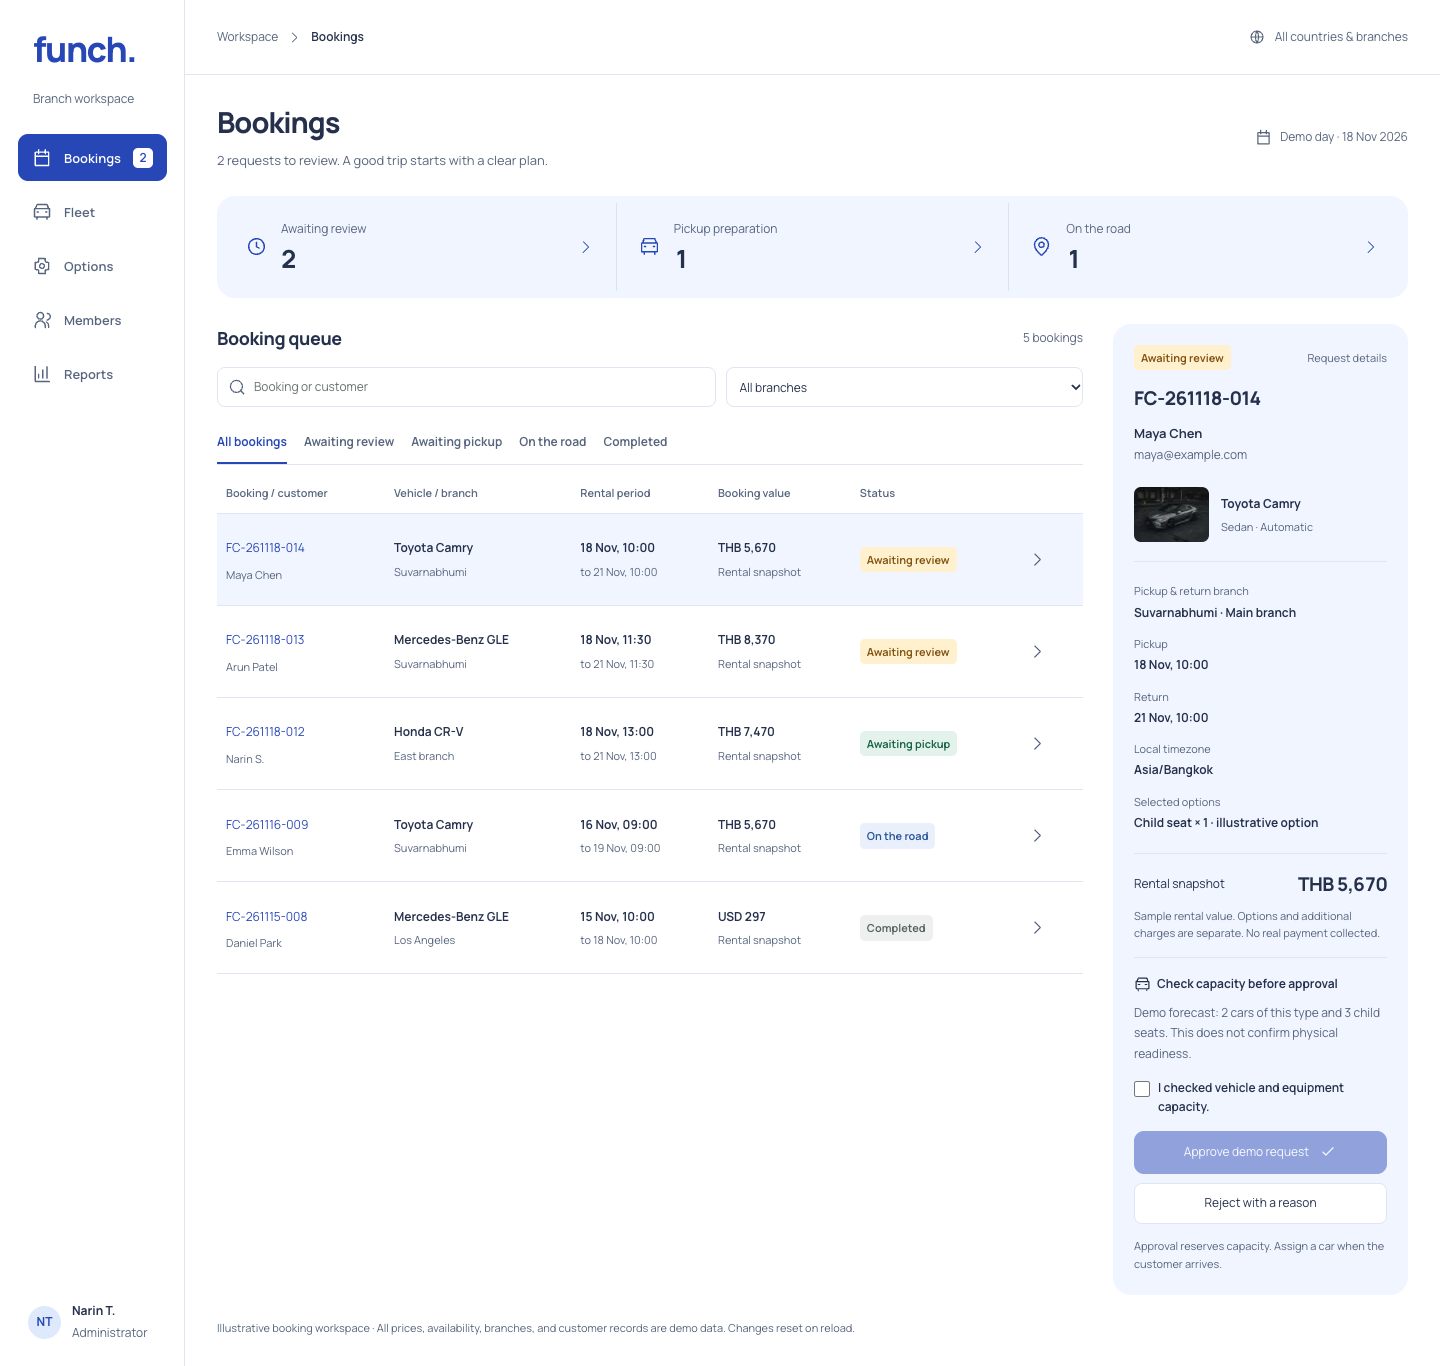 funch.
Branch workspace
Bookings 2
Fleet
Options
Members
Reports
NT
Narin T.
Administrator
Workspace
Bookings
All countries & branches
Bookings
2 requests to review. A good trip starts with a clear plan.
Demo day · 18 Nov 2026
Awaiting review
2
Pickup preparation
1
On the road
1
Booking queue
5 bookings
Booking or customer
All branches
All bookings Awaiting review Awaiting pickup On the road Completed
Booking / customer Vehicle / branch Rental period Booking value Status
FC-261118-014 Toyota Camry 18 Nov, 10:00 THB 5,670 Awaiting review
Maya Chen Suvarnabhumi to 21 Nov, 10:00 Rental snapshot
FC-261118-013 Mercedes-Benz GLE 18 Nov, 11:30 THB 8,370 Awaiting review
Arun Patel Suvarnabhumi to 21 Nov, 11:30 Rental snapshot
FC-261118-012 Honda CR-V 18 Nov, 13:00 THB 7,470 Awaiting pickup
Narin S. East branch to 21 Nov, 13:00 Rental snapshot
FC-261116-009 Toyota Camry 16 Nov, 09:00 THB 5,670 On the road
Emma Wilson Suvarnabhumi to 19 Nov, 09:00 Rental snapshot
FC-261115-008 Mercedes-Benz GLE 15 Nov, 10:00 USD 297 Completed
Daniel Park Los Angeles to 18 Nov, 10:00 Rental snapshot
Awaiting review Request details
FC-261118-014
Maya Chen
maya@example.com
Toyota Camry
Sedan · Automatic
Pickup & return branch
Suvarnabhumi · Main branch
Pickup
18 Nov, 10:00
Return
21 Nov, 10:00
Local timezone
Asia/Bangkok
Selected options
Child seat × 1 · illustrative option
Rental snapshot THB 5,670
Sample rental value. Options and additional
charges are separate. No real payment collected.
Check capacity before approval
Demo forecast: 2 cars of this type and 3 child
seats. This does not confirm physical
readiness.
I checked vehicle and equipment
capacity.
Approve demo request
Reject with a reason
Approval reserves capacity. Assign a car when the
customer arrives.
Illustrative booking workspace · All prices, availability, branches, and customer records are demo data. Changes reset on reload.